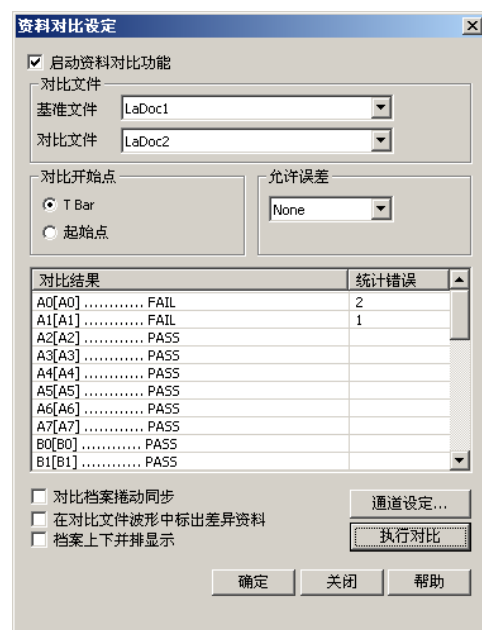 资料对比设定
启动资料对比功能
对比文件
基准文件 LaDoc1
对比文件 LaDoc2
对比开始点
T Bar
起始点
允许误差
None
对比结果 统计错误
A0[A0] ............ FAIL 2
A1[A1] ............ FAIL 1
A2[A2] ............ PASS
A3[A3] ............ PASS
A4[A4] ............ PASS
A5[A5] ............ PASS
A6[A6] ............ PASS
A7[A7] ............ PASS
B0[B0] ............ PASS
B1[B1] ............ PASS
对比档案捲动同步
在对比文件波形中标出差异资料
档案上下并排显示
通道设定...
执行对比
确定 关闭 帮助